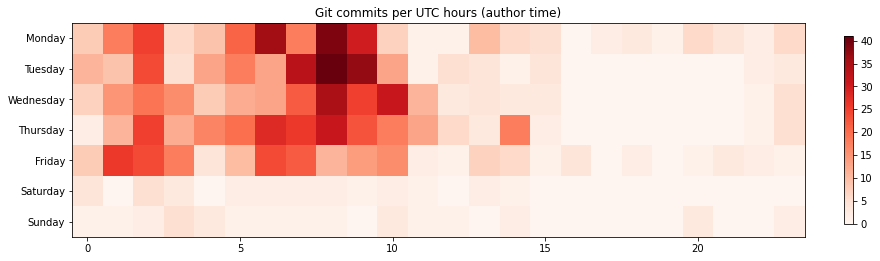 Git commits per UTC hours (author time)
Monday
Tuesday
Wednesday
Thursday
Friday
Saturday
Sunday
0 5 10 15 20
40
35
30
25
20
15
10
5
0